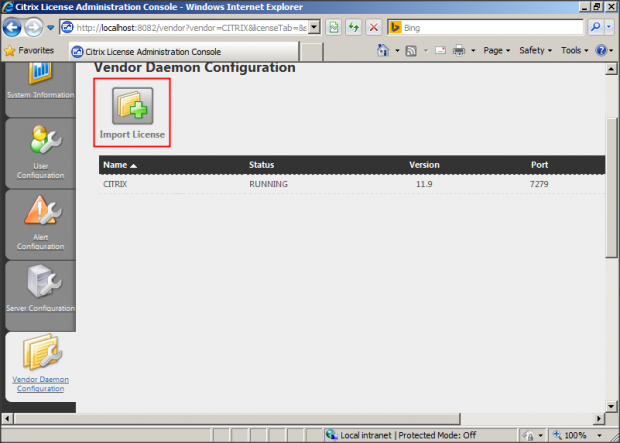 Citrix License Administration Console - Windows Internet Explorer
http://localhost:8082/vendor?vendor=CITRIX&licenseTab=&
Bing
Favorites
Citrix License Administration Console
Page
Safety
Tools
System Information
User
Configuration
Alert
Configuration
Server Configuration
Vendor Daemon
Configuration
Vendor Daemon Configuration
Import License
Name Status Version Port
CITRIX RUNNING 11.9 7279
Local intranet | Protected Mode: Off
100%